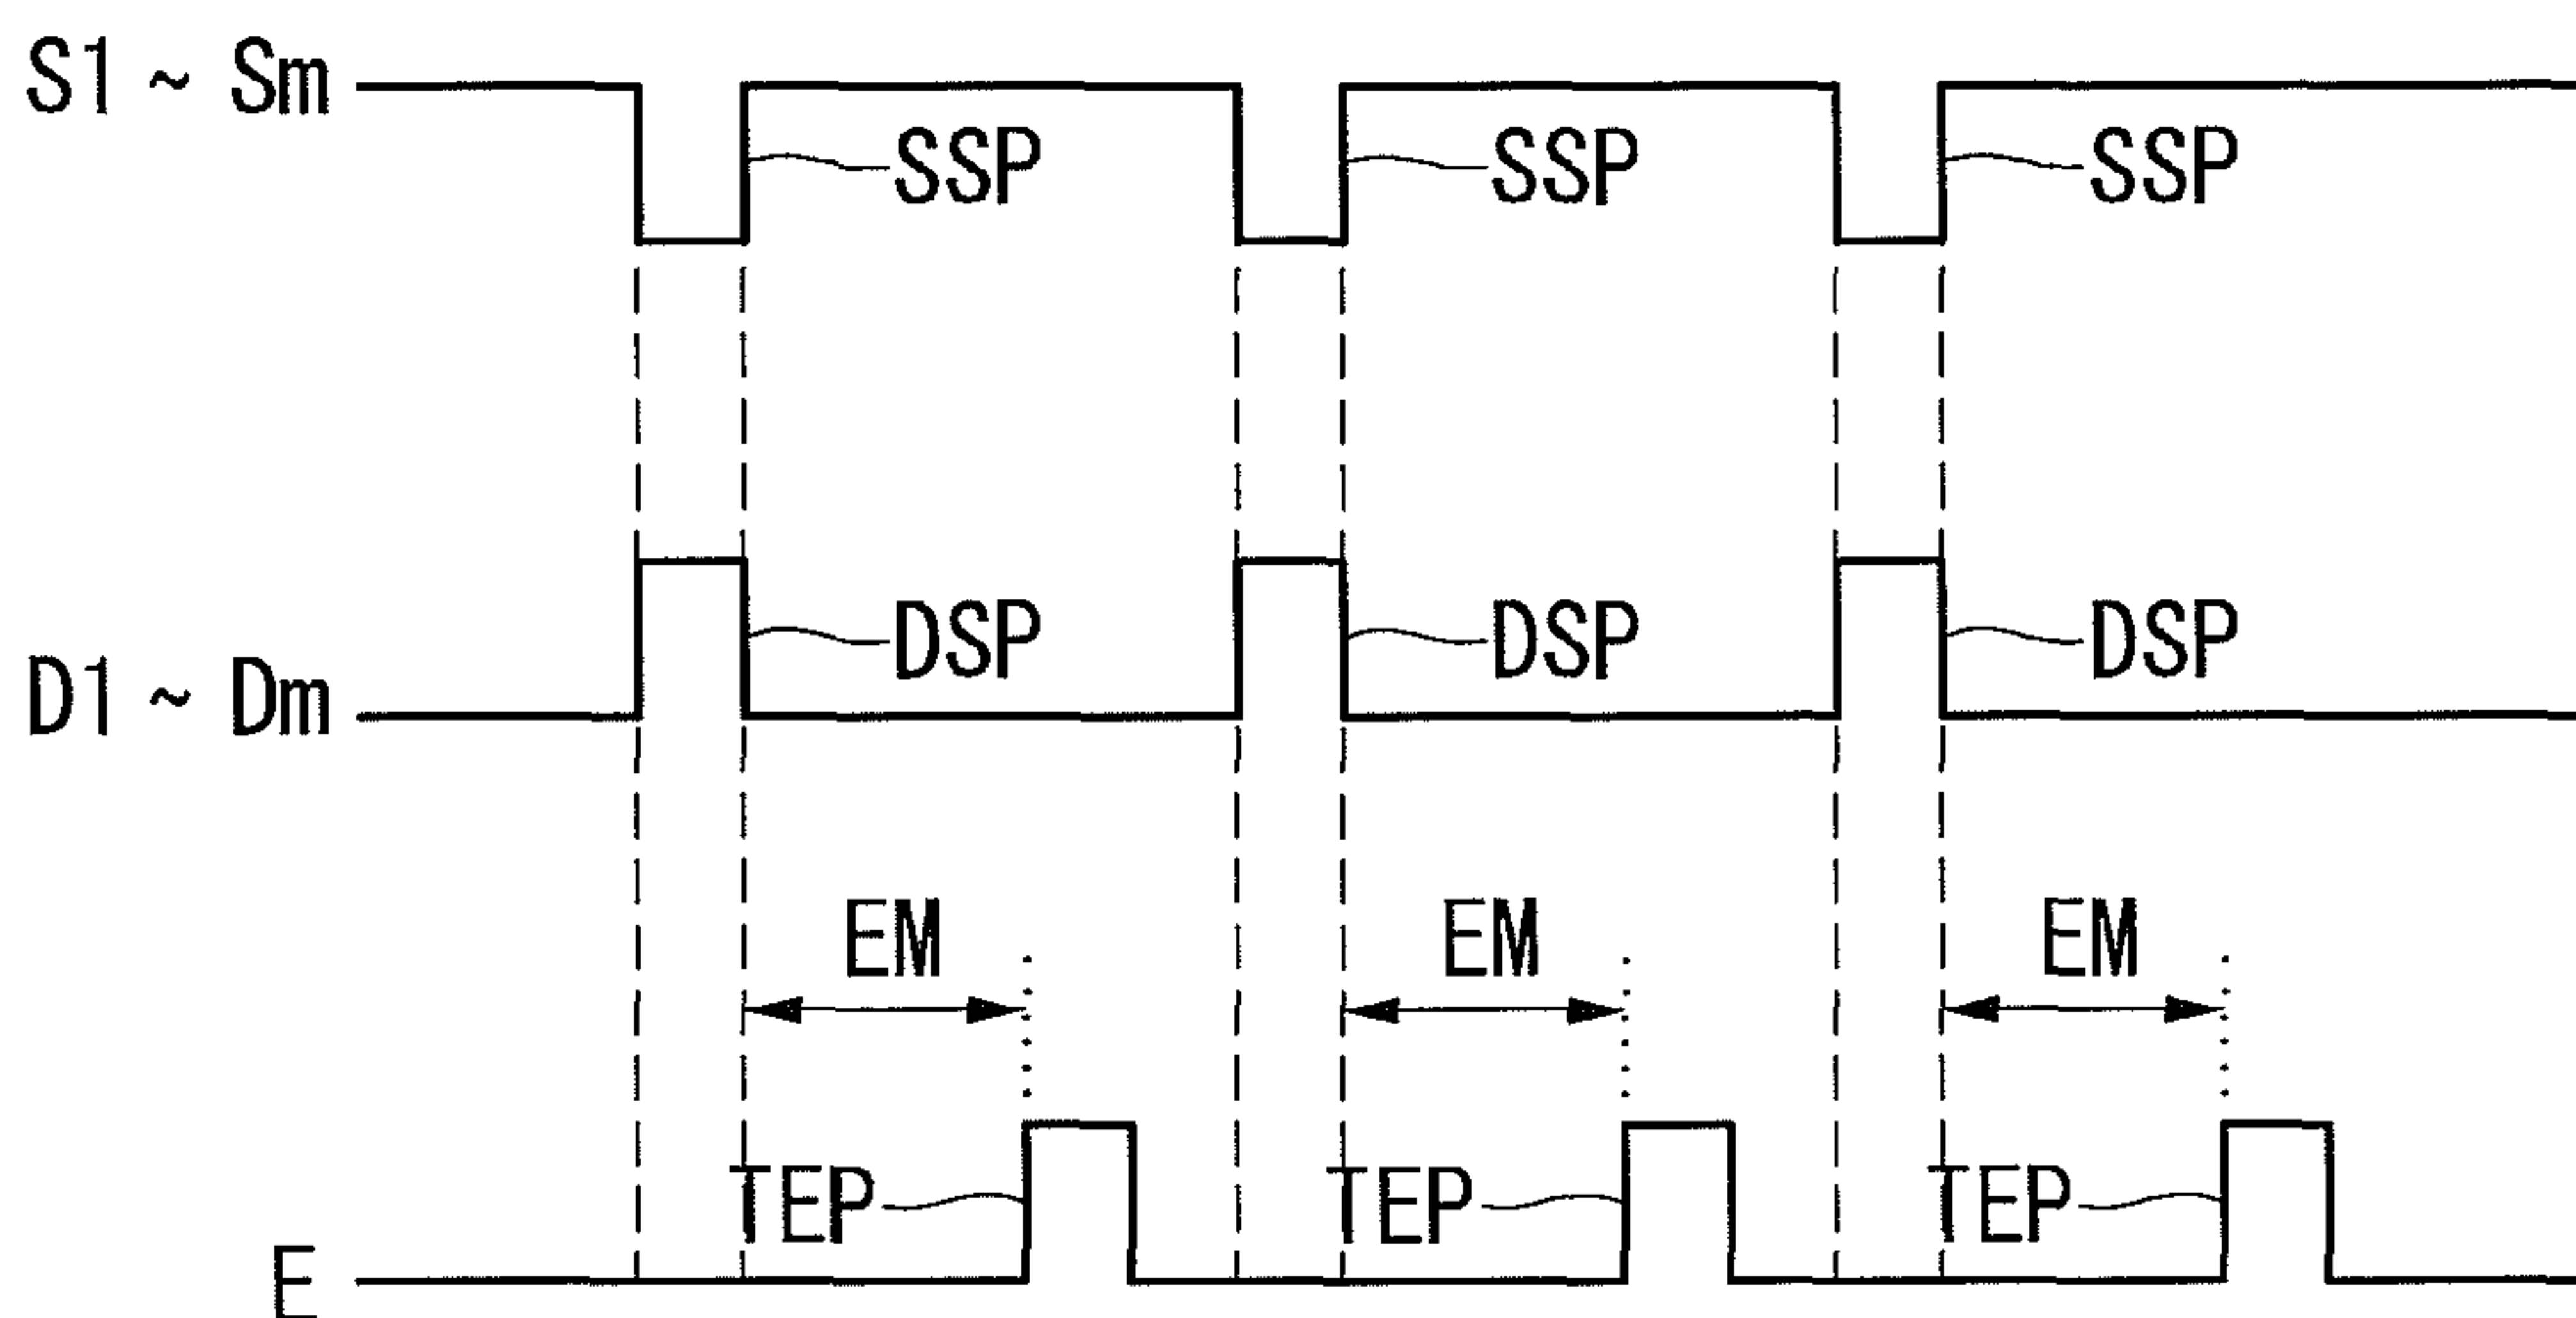 S1 ~ Sm
SSP SSP SSP
DSP DSP DSP
D1 ~ Dm
EM EM EM
TEP TEP TEP
E